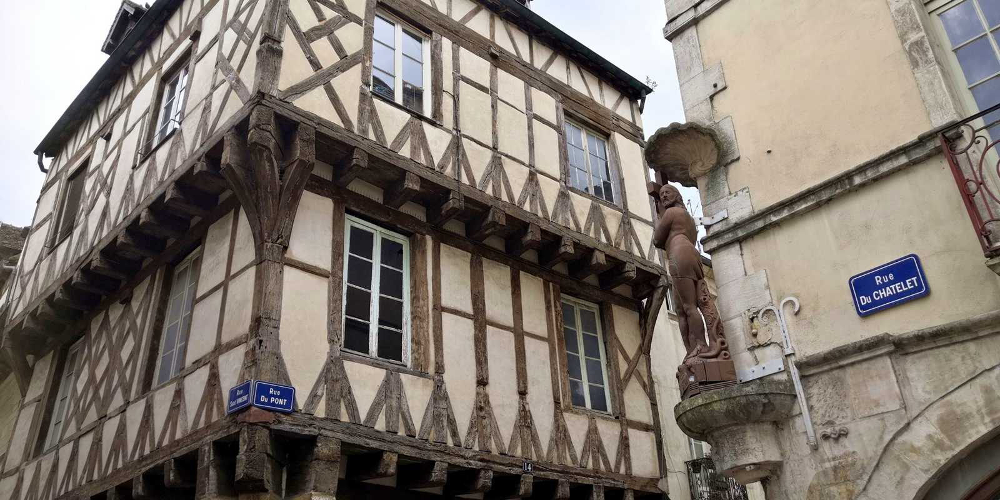 Rue
Saint VINCENT
Rue
Du PONT
14
Rue
Du CHATELET